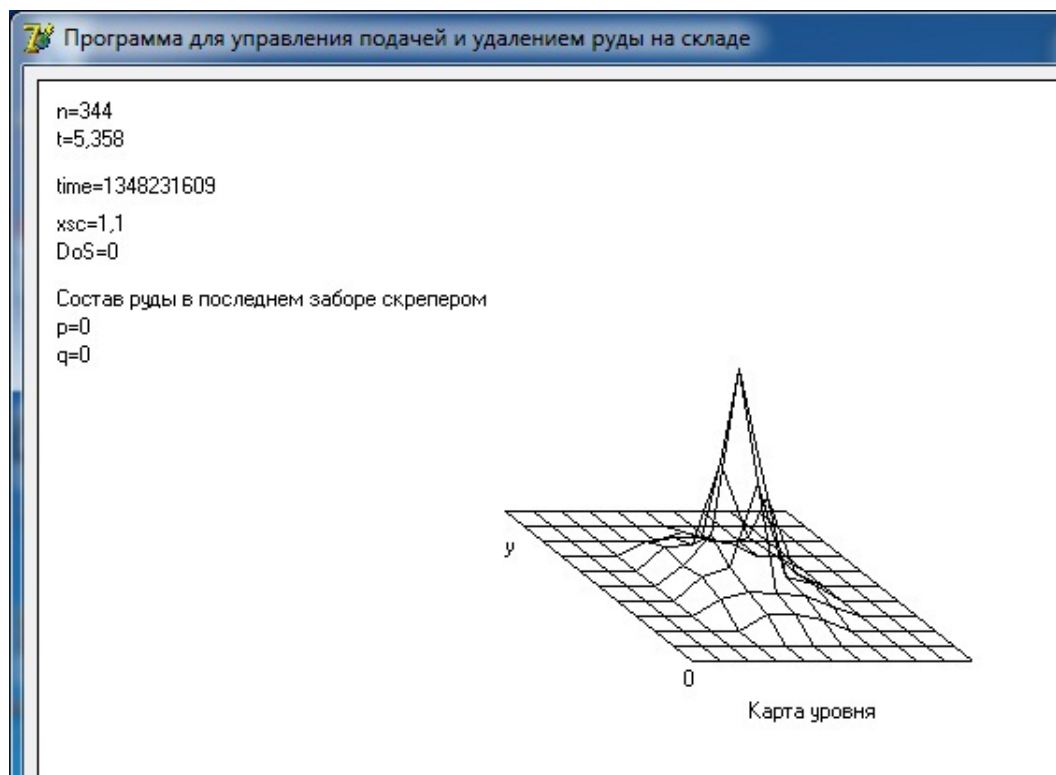 Программа для управления подачей и удалением руды на складе
n=344
t=5,358
time=1348231609
xsc=1,1
DoS=0
Состав руды в последнем заборе скрепером
p=0
q=0
y
0
Карта уровня